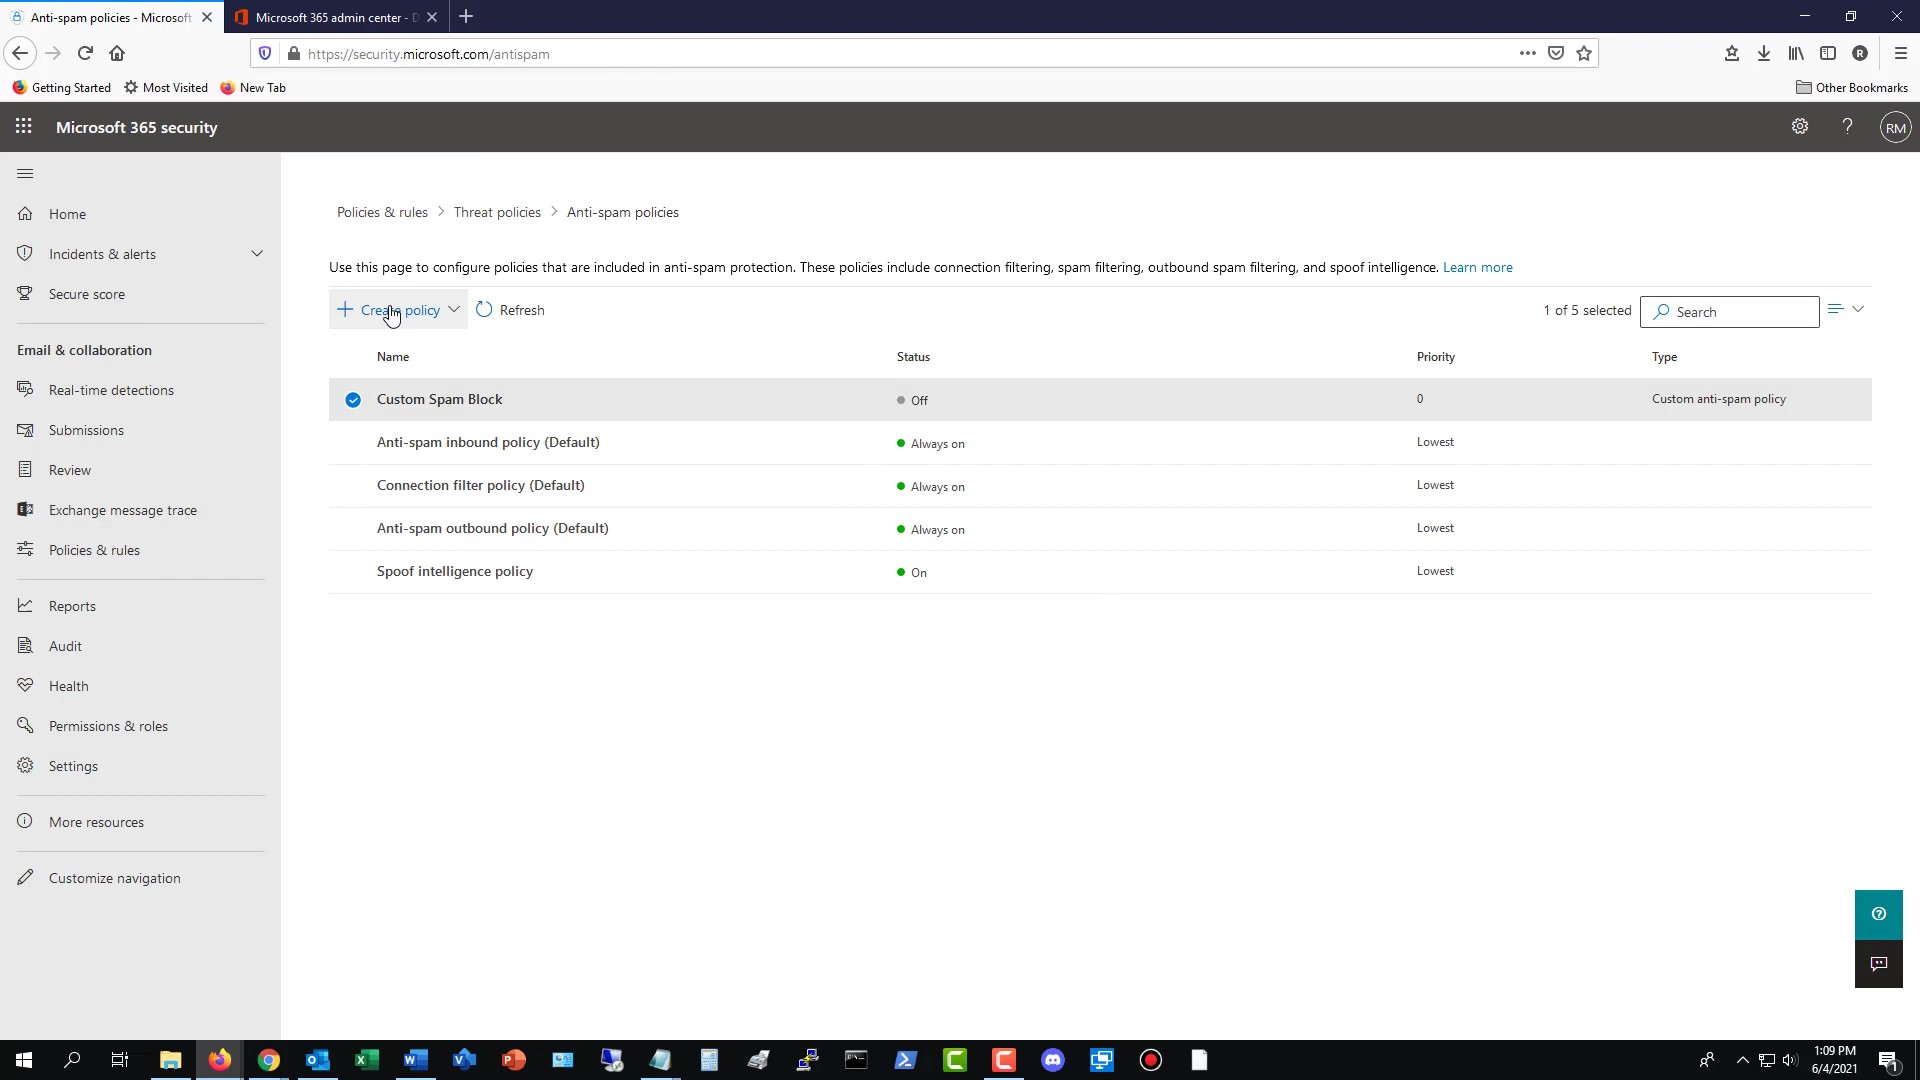 Anti-spam policies - Microsoft
Microsoft 365 admin center - D
https://security.microsoft.com/antispam
R
Getting Started
Most Visited
New Tab
Other Bookmarks
Microsoft 365 security
?
RM
Home
Incidents & alerts
Secure score
Email & collaboration
Real-time detections
Submissions
Review
Exchange message trace
Policies & rules
Reports
Audit
Health
Permissions & roles
Settings
More resources
Customize navigation
Policies & rules > Threat policies > Anti-spam policies
Use this page to configure policies that are included in anti-spam protection. These policies include connection filtering, spam filtering, outbound spam filtering, and spoof intelligence. Learn more
+ Create policy
Refresh
1 of 5 selected
Search
Name Status Priority Type
Custom Spam Block Off 0 Custom anti-spam policy
Anti-spam inbound policy (Default) Always on Lowest
Connection filter policy (Default) Always on Lowest
Anti-spam outbound policy (Default) Always on Lowest
Spoof intelligence policy On Lowest
1:09 PM
6/4/2021
1